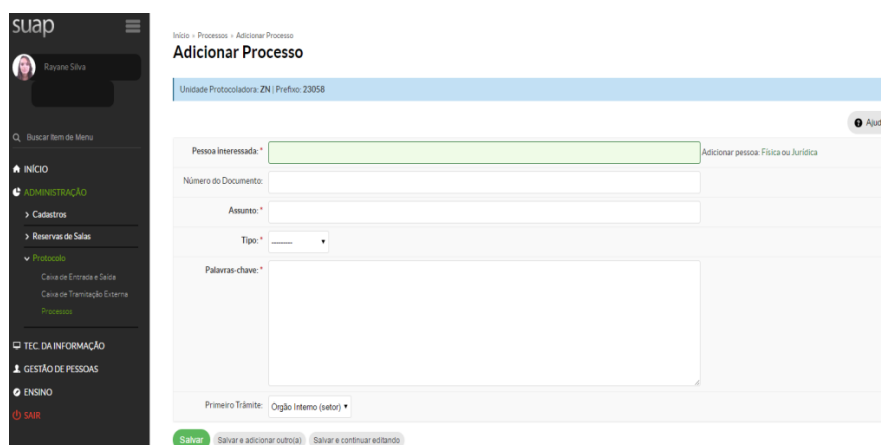 suap
Rayane Silva
Buscar Item de Menu
INÍCIO
ADMINISTRAÇÃO
Cadastros
Reservas de Salas
Protocolo
Caixa de Entrada e Saída
Caixa de Tramitação Externa
Processos
TEC. DA INFORMAÇÃO
GESTÃO DE PESSOAS
ENSINO
SAIR
Início » Processos » Adicionar Processo
Adicionar Processo
Unidade Protocoladora: ZN | Prefixo: 23058
Ajud
Pessoa interessada: *
Adicionar pessoa: Física ou Jurídica
Número do Documento:
Assunto: *
Tipo: * ---------
Palavras-chave: *
Primeiro Trâmite: Orgão Interno (setor)
Salvar Salvar e adicionar outro(a) Salvar e continuar editando